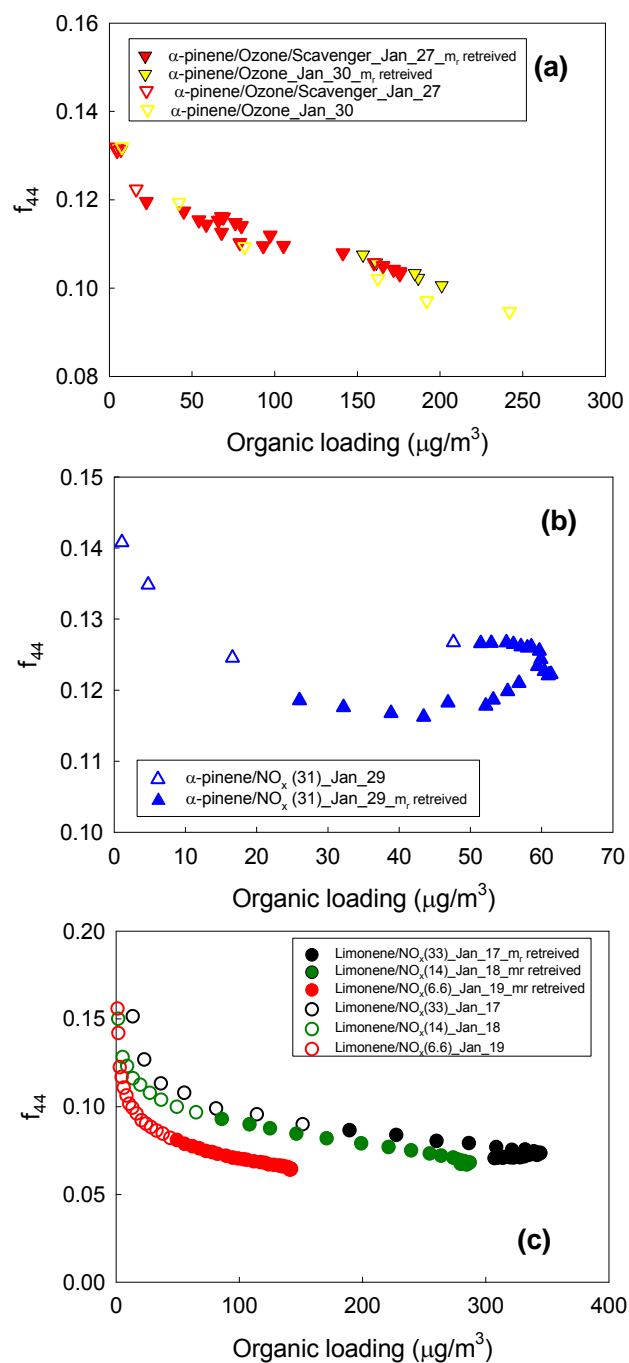 0.16
α-pinene/Ozone/Scavenger_Jan_27_mr retreived
α-pinene/Ozone_Jan_30_mr retreived
α-pinene/Ozone/Scavenger_Jan_27
α-pinene/Ozone_Jan_30
(a)
0.14
f44
0.12
0.10
0.08
0 50 100 150 200 250 300
Organic loading (μg/m3)
0.15
(b)
0.14
0.13
f44
0.12
0.11
α-pinene/NOx (31)_Jan_29
α-pinene/NOx (31)_Jan_29_mr retreived
0.10
0 10 20 30 40 50 60 70
Organic loading (μg/m3)
0.20
Limonene/NOx(33)_Jan_17_mr retreived
Limonene/NOx(14)_Jan_18_mr retreived
Limonene/NOx(6.6)_Jan_19_mr retreived
Limonene/NOx(33)_Jan_17
Limonene/NOx(14)_Jan_18
Limonene/NOx(6.6)_Jan_19
0.15
f44
0.10
0.05
(c)
0.00
0 100 200 300 400
Organic loading (μg/m3)